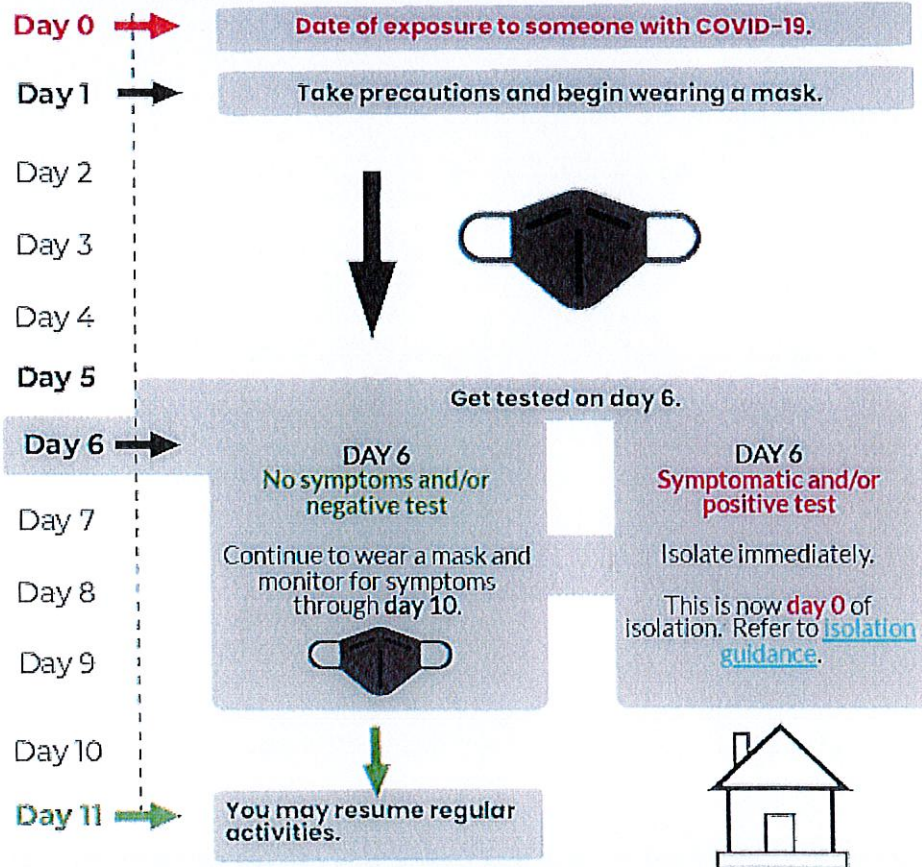 Day 0
Date of exposure to someone with COVID-19.
Day 1
Take precautions and begin wearing a mask.
Day 2
Day 3
Day 4
Day 5
Get tested on day 6.
Day 6
DAY 6
No symptoms and/or
negative test
Continue to wear a mask and
monitor for symptoms
through day 10.
DAY 6
Symptomatic and/or
positive test
Isolate immediately.
This is now day 0 of
isolation. Refer to isolation
guidance.
Day 7
Day 8
Day 9
Day 10
Day 11
You may resume regular
activities.